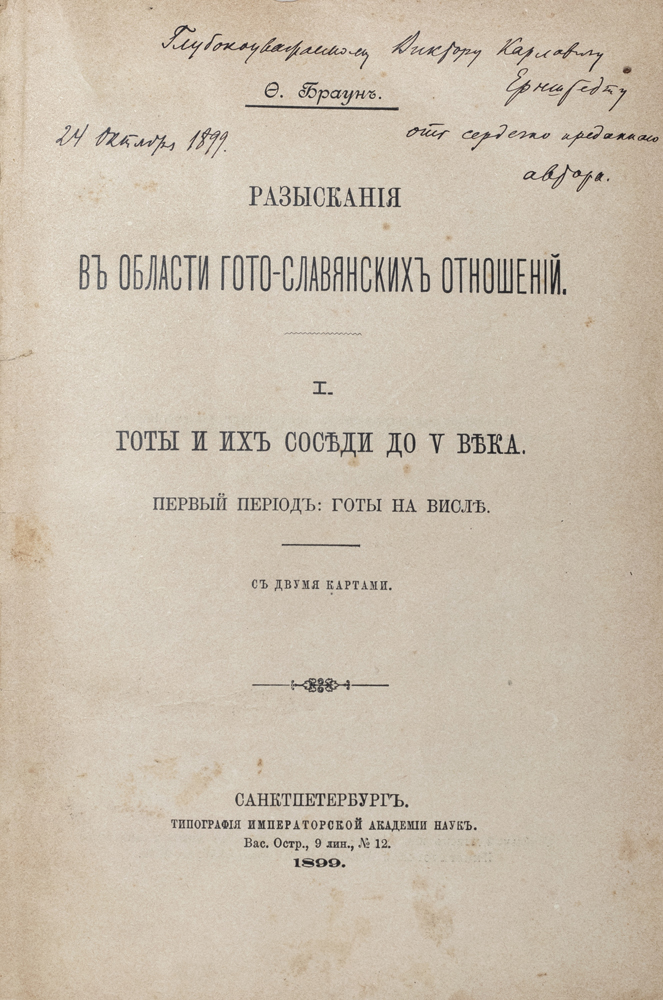 Глубокоуважаемому Виктору Карловичу
Ернштедту
Ѳ. Браунъ.
24 Октября 1899.
отъ сердечно преданнаго
автора.
РАЗЫСКАНІЯ
ВЪ ОБЛАСТИ ГОТО-СЛАВЯНСКИХЪ ОТНОШЕНІЙ.
I.
ГОТЫ И ИХЪ СОСѢДИ ДО V ВѢКА.
ПЕРВЫЙ ПЕРІОДЪ: ГОТЫ НА ВИСЛѢ.
СЪ ДВУМЯ КАРТАМИ.
САНКТПЕТЕРБУРГЪ.
ТИПОГРАФІЯ ИМПЕРАТОРСКОЙ АКАДЕМІИ НАУКЪ.
Вас. Остр., 9 лин., № 12.
1899.